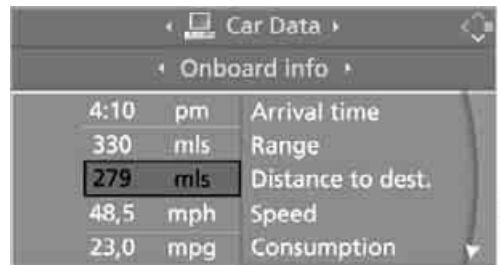 Car Data
Onboard info
4:10 pm Arrival time
330 mls Range
279 mls Distance to dest.
48,5 mph Speed
23,0 mpg Consumption